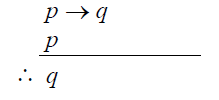 p → q
p
∴ q